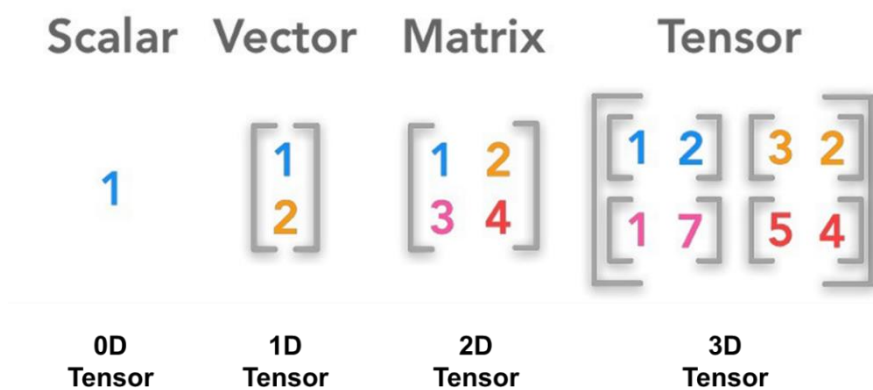 Scalar Vector Matrix Tensor
1 2 1 2 3 2
1 1
2 3 4 1 7 5 4
0D 1D 2D 3D
Tensor Tensor Tensor Tensor